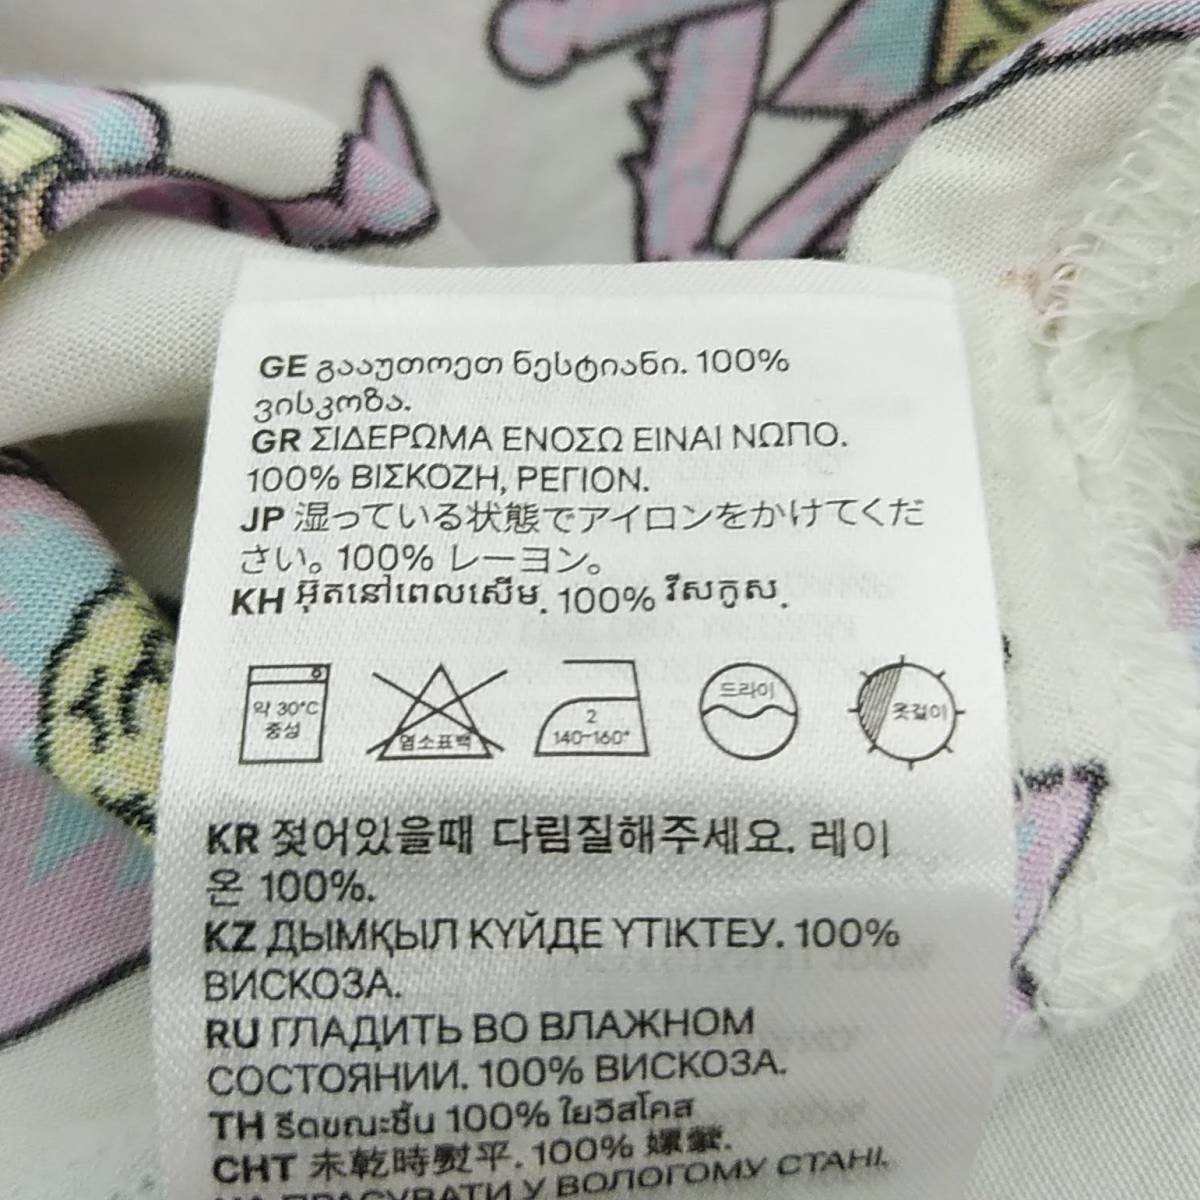 GE გააუთოეთ ნესტიანი. 100%
ვისკოზა.
GR ΣΙΔΕΡΩΜΑ ΕΝΟΣΩ ΕΙΝΑΙ ΝΩΠΟ.
100% ΒΙΣΚΟΖΗ, ΡΕΓΙΟΝ.
JP 湿っている状態でアイロンをかけてくだ
さい。100% レーヨン。
KH អ៊ុតនៅពេលសើម. 100% វីសកូស.
약 30°C
중성
염소표백
2
140-160°
드라이
옷걸이
KR 젖어있을때 다림질해주세요. 레이
온 100%.
KZ ДЫМҚЫЛ КҮЙДЕ ҮТІКТЕУ. 100%
ВИСКОЗА.
RU ГЛАДИТЬ ВО ВЛАЖНОМ
СОСТОЯНИИ. 100% ВИСКОЗА.
TH รีดขณะชื้น 100% ใยวิสโคส
CHT 未乾時熨平. 100% 嫘縈.
ПРАСУВАТИ У ВОЛОГОМУ СТАНІ.